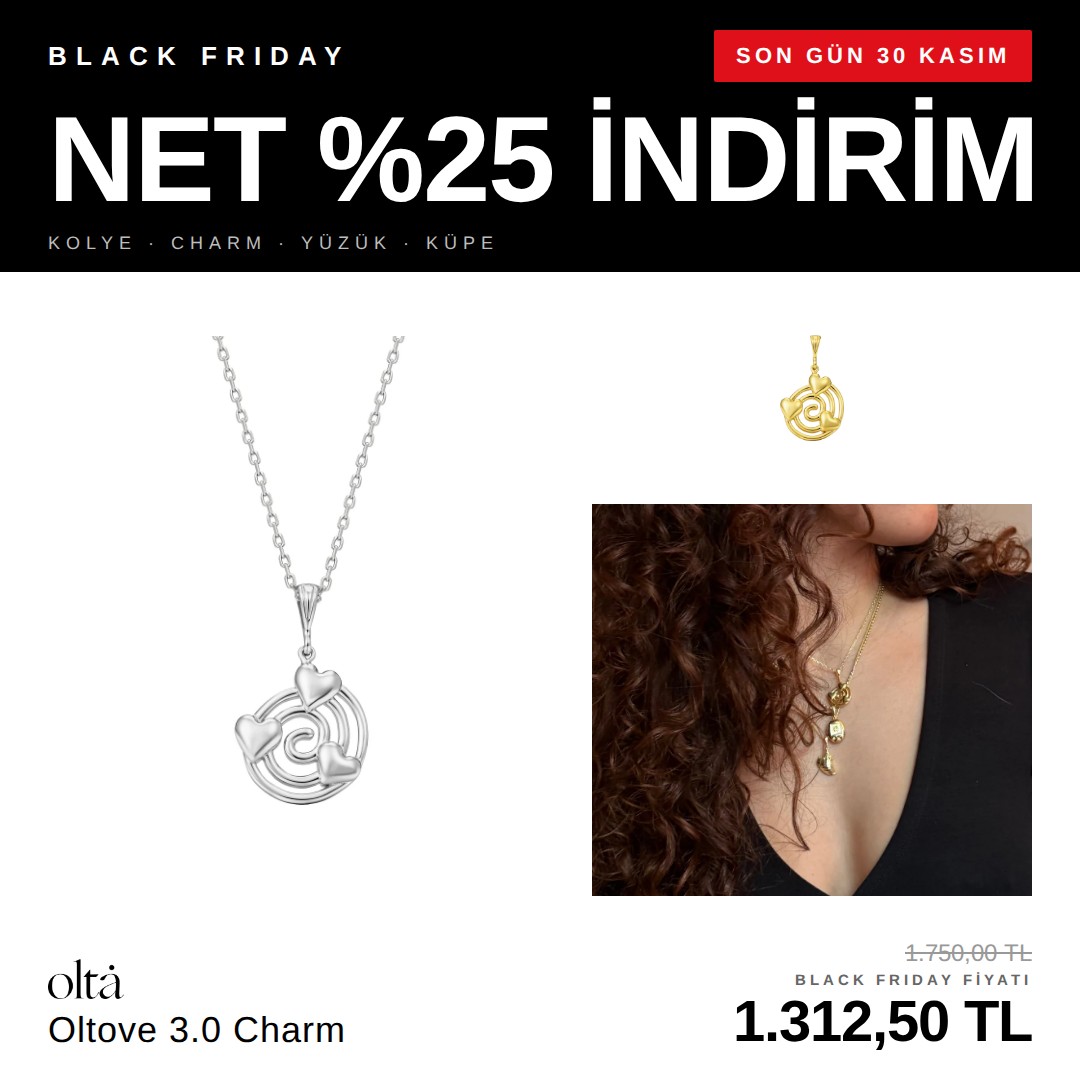 BLACK FRIDAY
SON GÜN 30 KASIM
NET %25 İNDİRİM
KOLYE · CHARM · YÜZÜK · KÜPE
oltȧ
Oltove 3.0 Charm
1.750,00 TL
BLACK FRIDAY FİYATI
1.312,50 TL